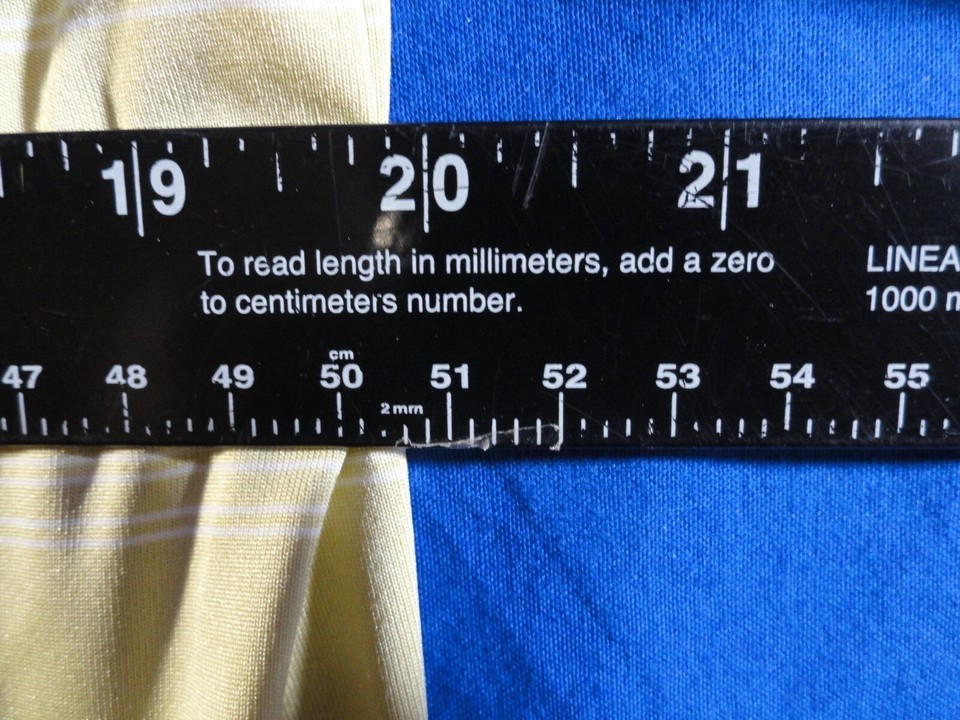 19 20 21
To read length in millimeters, add a zero LINEA
to centimeters number. 1000 m
cm
47 48 49 50 51 52 53 54 55
2mm